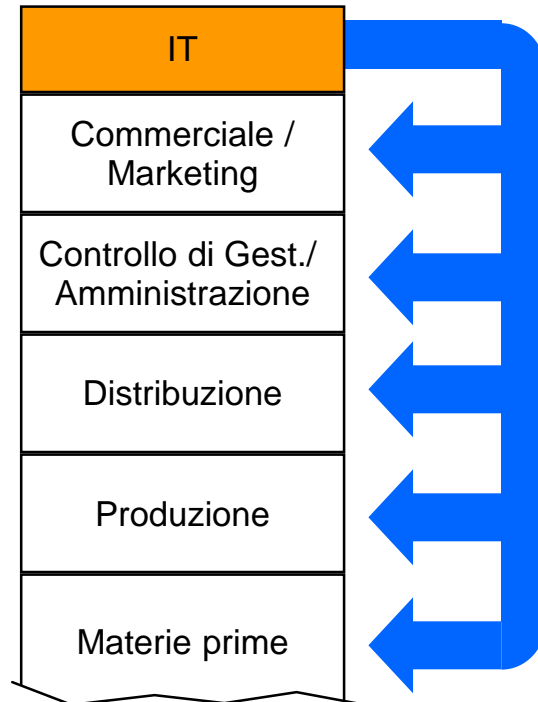 IT
Commerciale /
Marketing
Controllo di Gest./
Amministrazione
Distribuzione
Produzione
Materie prime